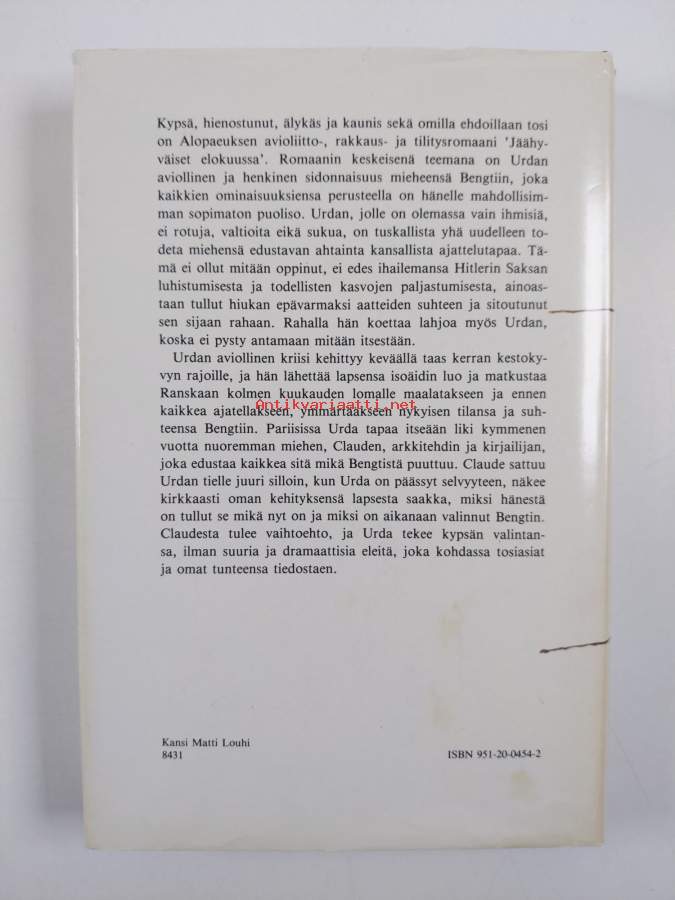 Kypsä, hienostunut, älykäs ja kaunis sekä omilla ehdoillaan tosi
on Alopaeuksen avioliitto-, rakkaus- ja tilitysromaani 'Jäähy-
väiset elokuussa'. Romaanin keskeisenä teemana on Urdan
aviollinen ja henkinen sidonnaisuus mieheensä Bengtiin, joka
kaikkien ominaisuuksiensa perusteella on hänelle mahdollisim-
man sopimaton puoliso. Urdan, jolle on olemassa vain ihmisiä,
ei rotuja, valtioita eikä sukua, on tuskallista yhä uudelleen to-
deta miehensä edustavan ahtainta kansallista ajattelutapaa. Tä-
mä ei ollut mitään oppinut, ei edes ihailemansa Hitlerin Saksan
luhistumisesta ja todellisten kasvojen paljastumisesta, ainoas-
taan tullut hiukan epävarmaksi aatteiden suhteen ja sitoutunut
sen sijaan rahaan. Rahalla hän koettaa lahjoa myös Urdan,
koska ei pysty antamaan mitään itsestään.
Urdan aviollinen kriisi kehittyy keväällä taas kerran kestoky-
vyn rajoille, ja hän lähettää lapsensa isoäidin luo ja matkustaa
Ranskaan kolmen kuukauden lomalle maalatakseen ja ennen
Antikvariaatti.net
kaikkea ajatellakseen, ymmärtääkseen nykyisen tilansa ja suh-
teensa Bengtiin. Pariisissa Urda tapaa itseään liki kymmenen
vuotta nuoremman miehen, Clauden, arkkitehdin ja kirjailijan,
joka edustaa kaikkea sitä mikä Bengtistä puuttuu. Claude sattuu
Urdan tielle juuri silloin, kun Urda on päässyt selvyyteen, näkee
kirkkaasti oman kehityksensä lapsesta saakka, miksi hänestä
on tullut se mikä nyt on ja miksi on aikanaan valinnut Bengtin.
Claudesta tulee vaihtoehto, ja Urda tekee kypsän valintan-
sa, ilman suuria ja dramaattisia eleitä, joka kohdassa tosiasiat
ja omat tunteensa tiedostaen.
Kansi Matti Louhi
8431
ISBN 951-20-0454-2